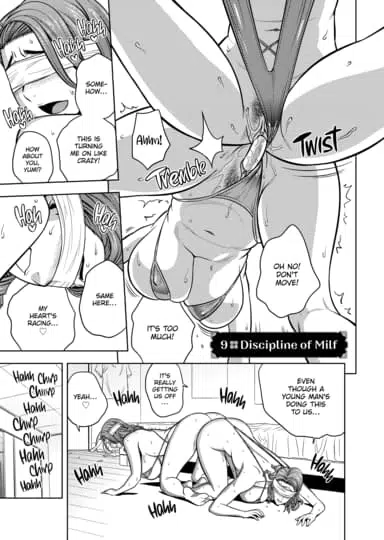 Hahh
Hahh
SOME-
HOW...
THIS IS
TURNING
ME ON LIKE
CRAZY!
HOW
ABOUT YOU,
YUMI?
Ahhh!
Tremble
TWIST
OH NO!
DON'T
MOVE!
IT'S TOO
MUCH!
Hahh
Hahh
SAME
HERE...
MY
HEART'S
RACING...
9 Discipline of Milf
EVEN
THOUGH A
YOUNG MAN'S
DOING THIS
TO US...
IT'S
REALLY
GETTING
US OFF...
YEAH...
♡
Hahh
Hahh
Hahh
Hahh
Hahh
Chirp
Hahh
Chirp
Chirp
Hahh
Chirp
Hahh